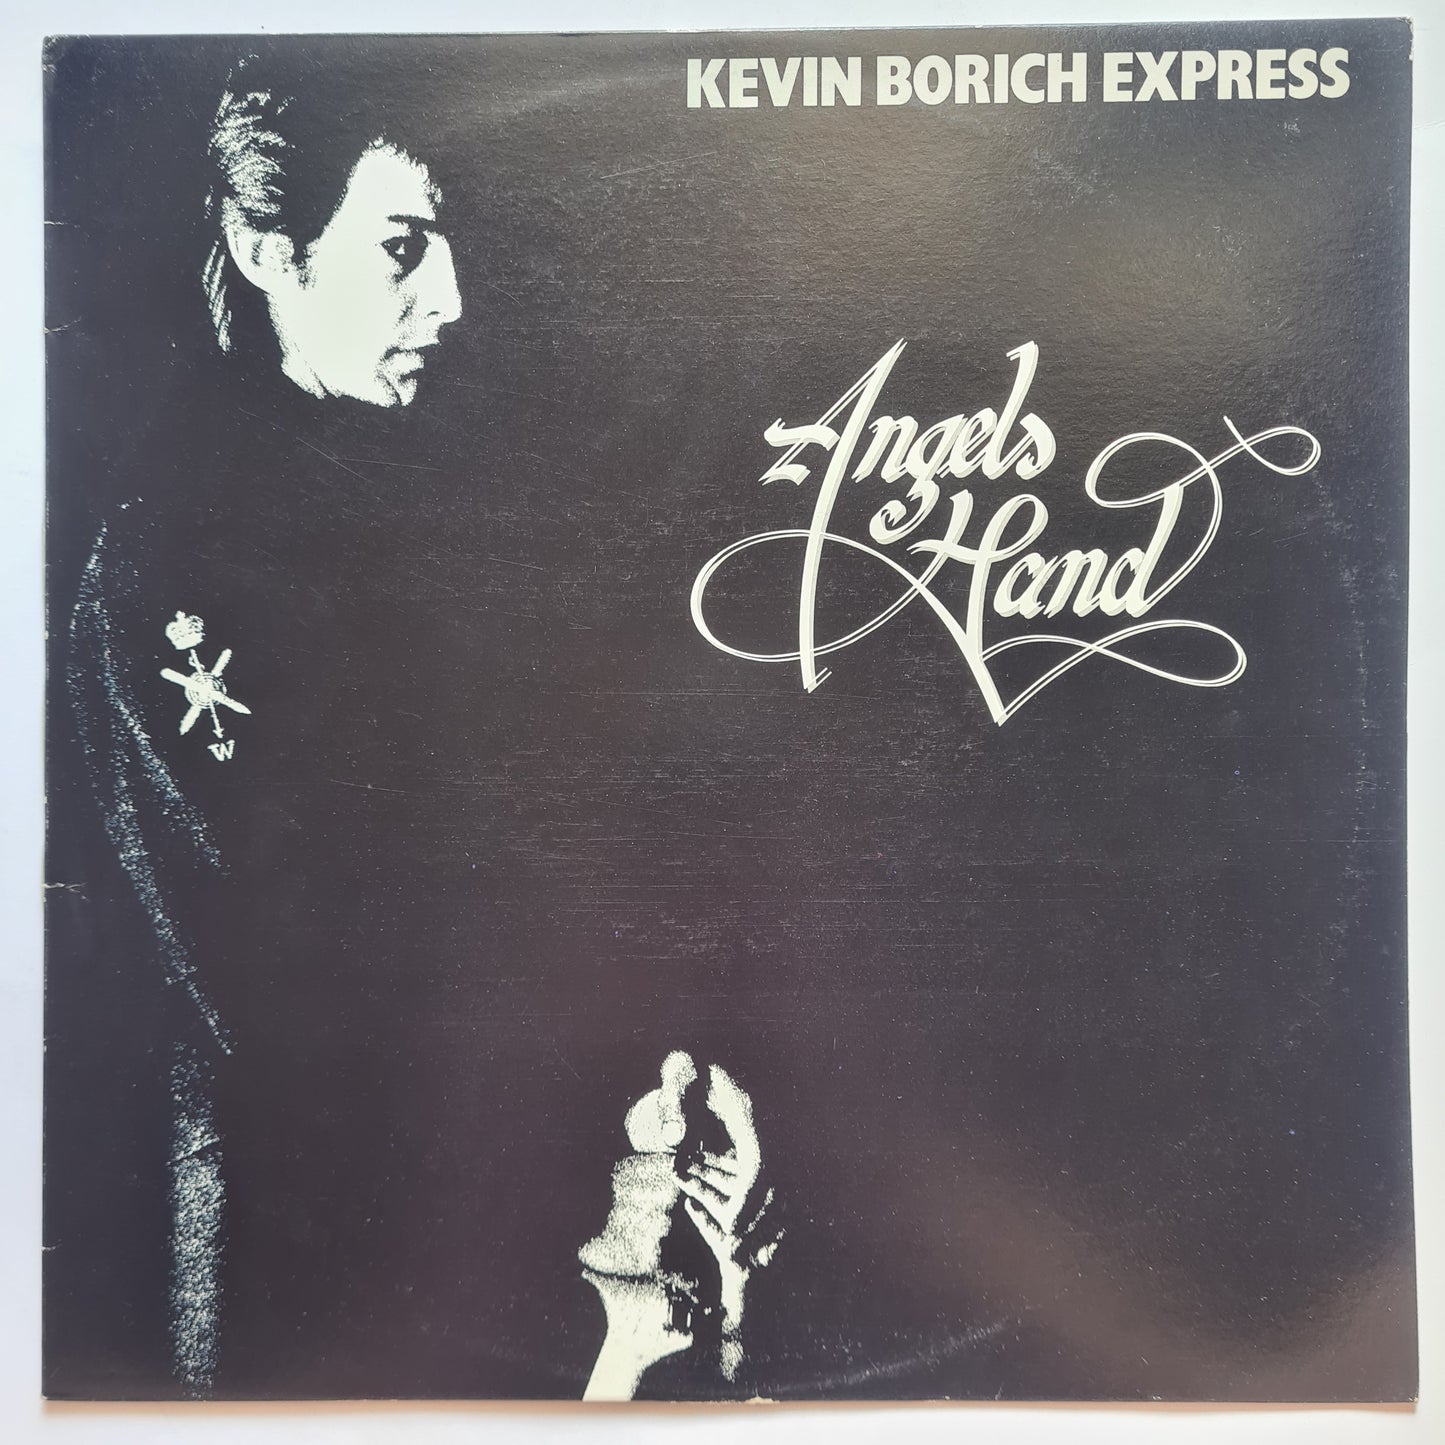 KEVIN BORICH EXPRESS
Angels
Hand
W